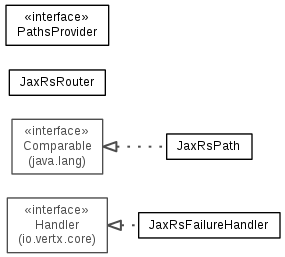 «interface»
PathsProvider
JaxRsRouter
«interface»
Comparable
(java.lang)
JaxRsPath
«interface»
Handler
(io.vertx.core)
JaxRsFailureHandler